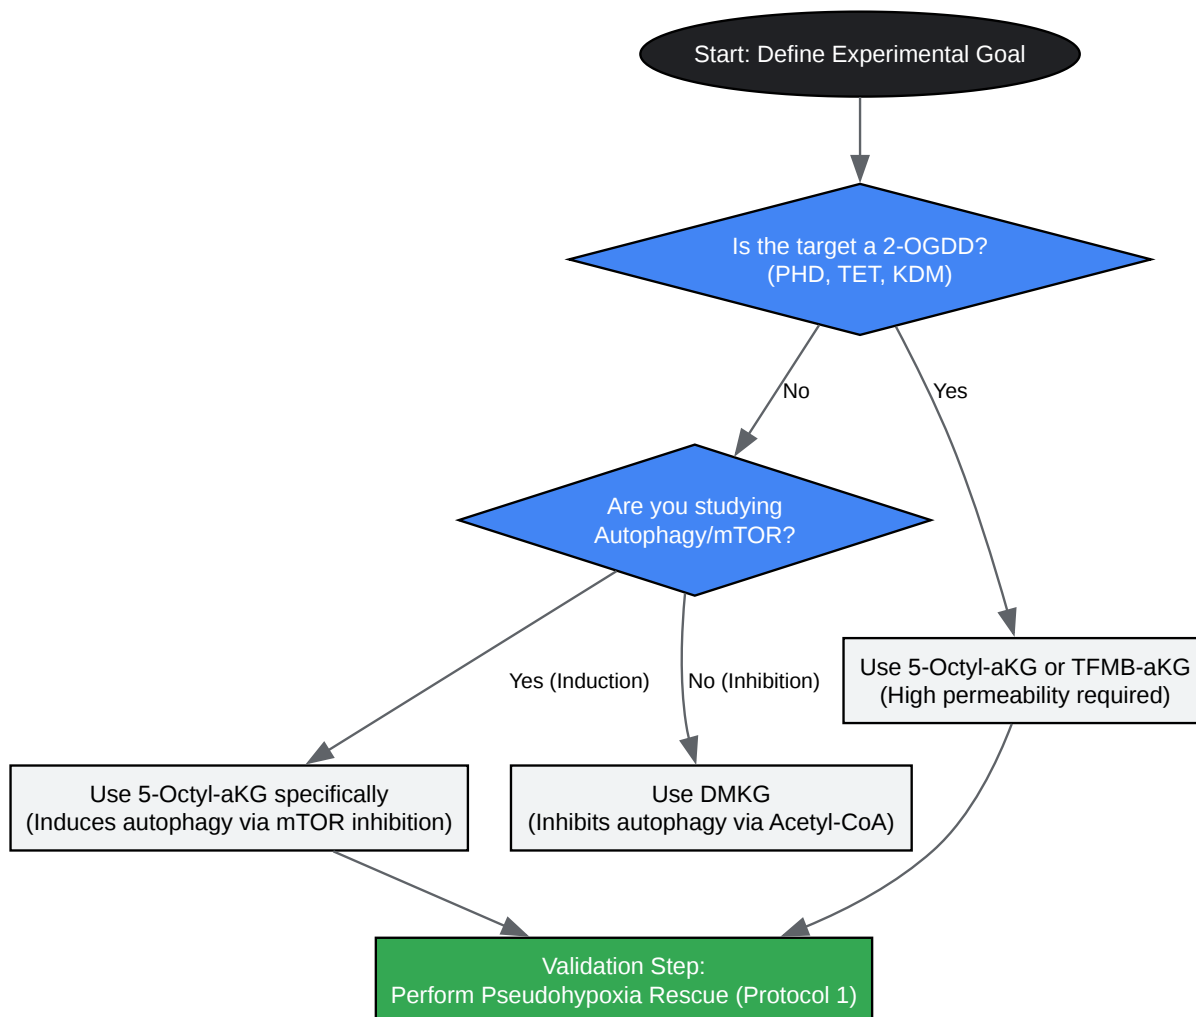 Start: Define Experimental Goal
Is the target a 2-OGDD?
(PHD, TET, KDM)
No
Yes
Are you studying
Autophagy/mTOR?
Yes (Induction)
No (Inhibition)
Use 5-Octyl-aKG or TFMB-aKG
(High permeability required)
Use 5-Octyl-aKG specifically
(Induces autophagy via mTOR inhibition)
Use DMKG
(Inhibits autophagy via Acetyl-CoA)
Validation Step:
Perform Pseudohypoxia Rescue (Protocol 1)